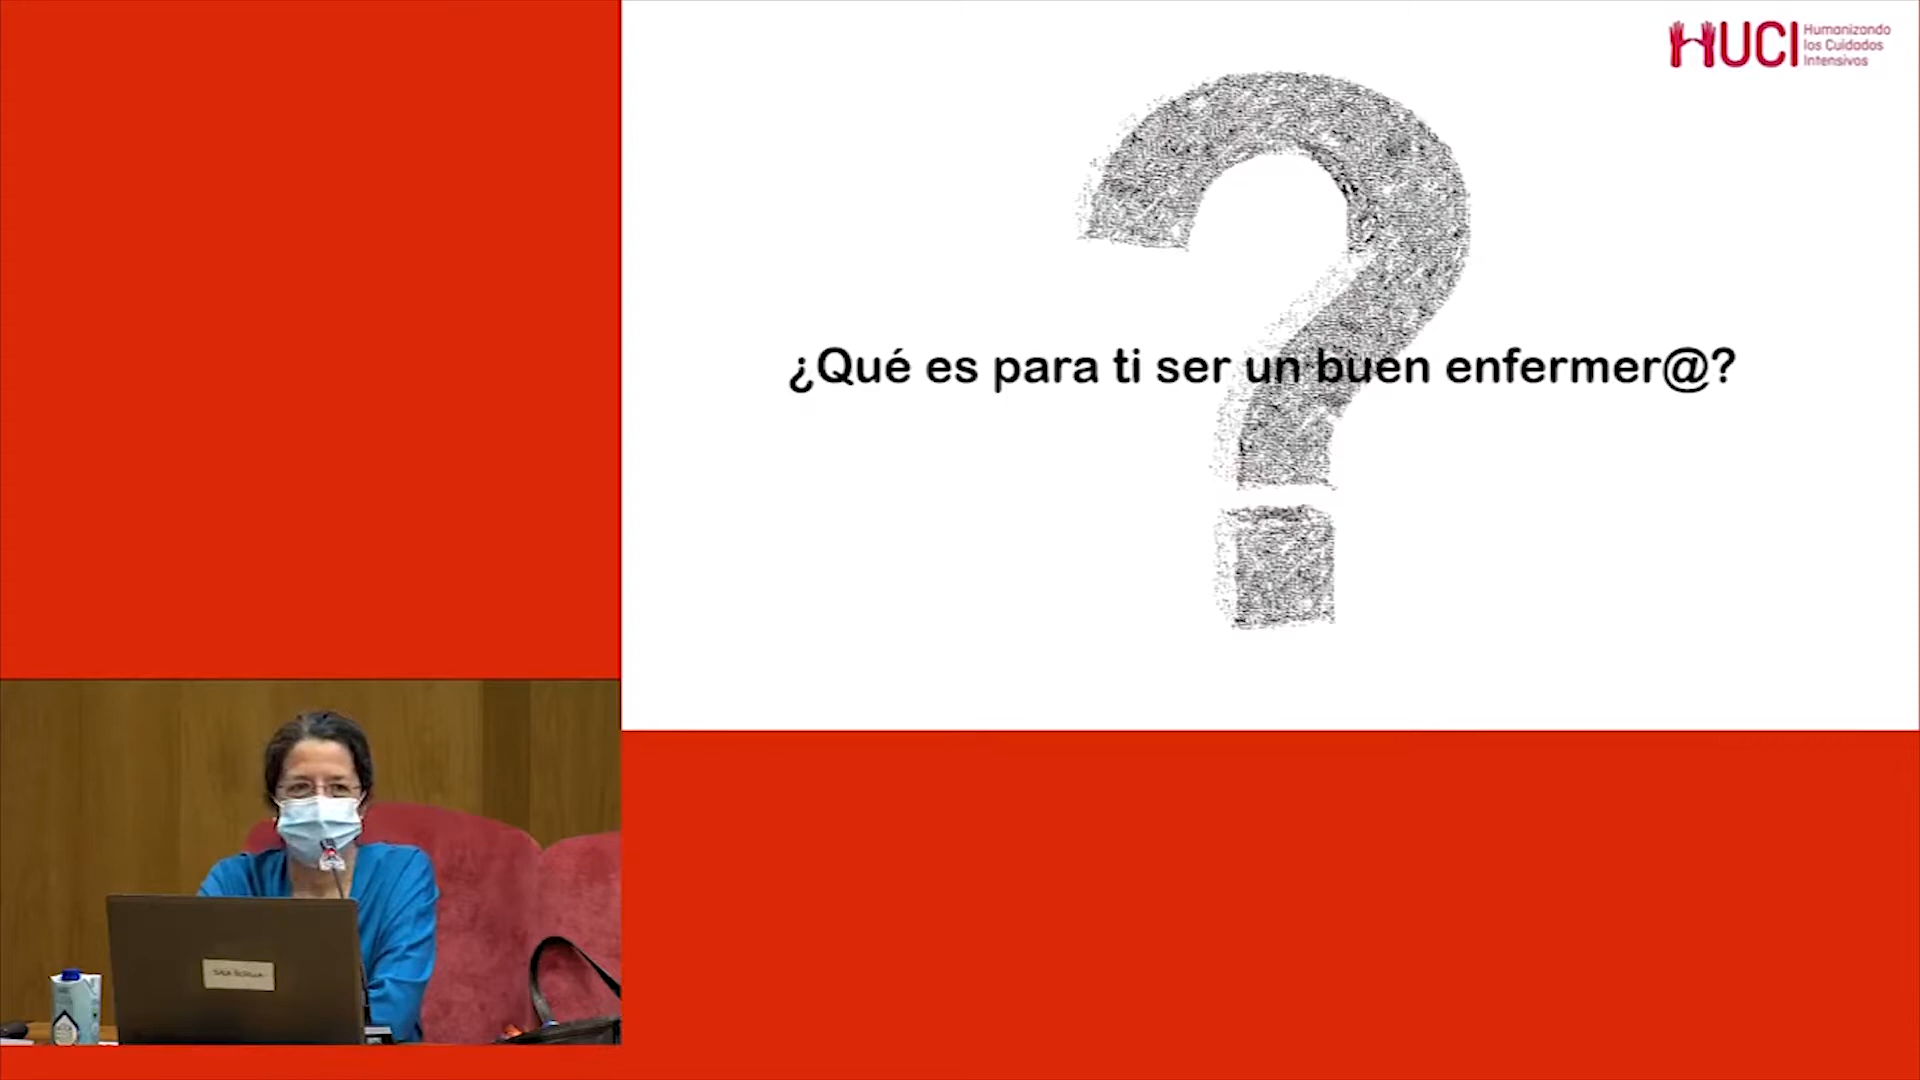 HUCI
Humanizando
los Cuidados
Intensivos
¿Qué es para ti ser un buen enfermer@?